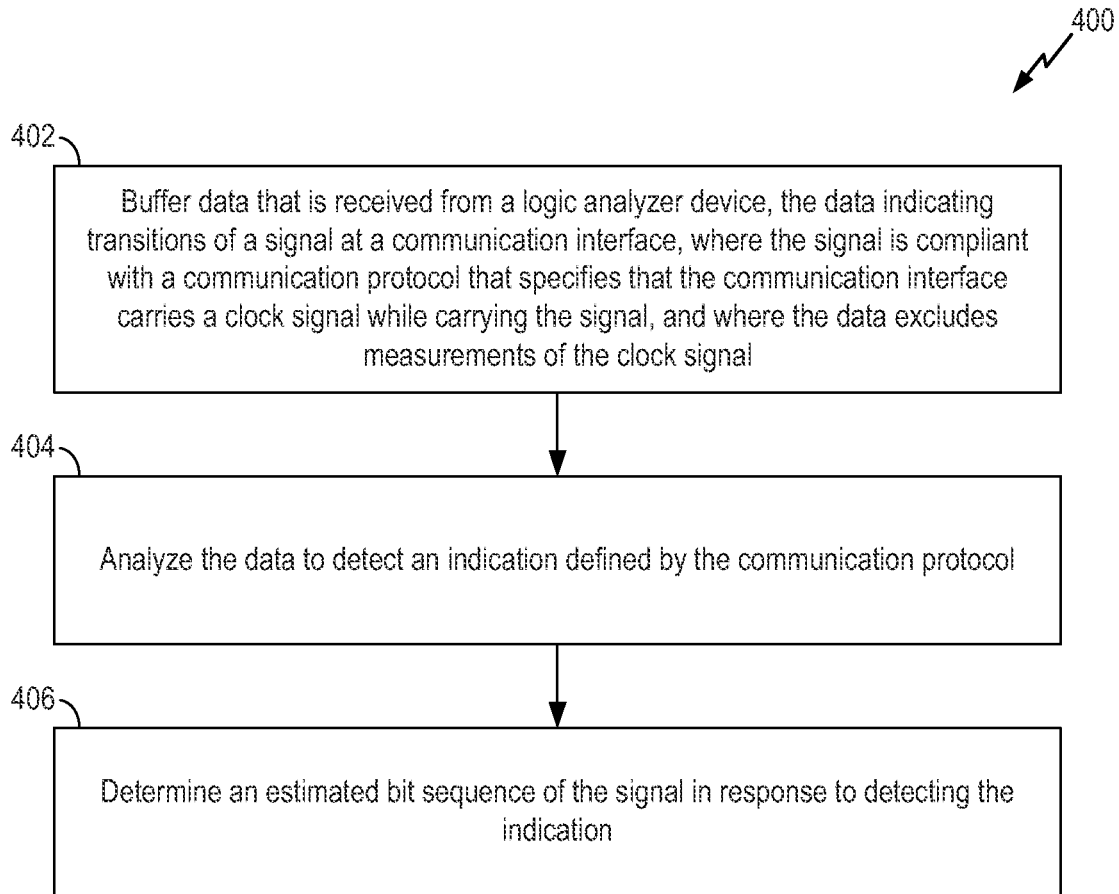 400
402
Buffer data that is received from a logic analyzer device, the data indicating
transitions of a signal at a communication interface, where the signal is compliant
with a communication protocol that specifies that the communication interface
carries a clock signal while carrying the signal, and where the data excludes
measurements of the clock signal
404
Analyze the data to detect an indication defined by the communication protocol
406
Determine an estimated bit sequence of the signal in response to detecting the
indication